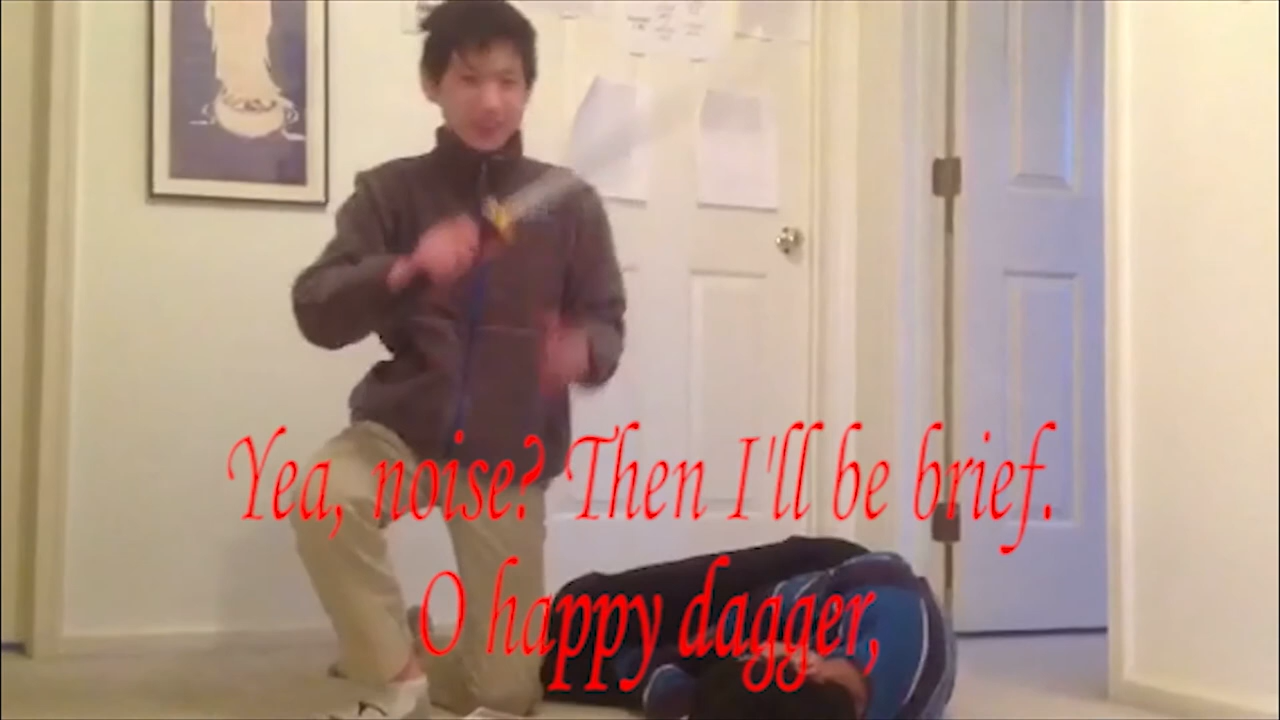 Yea, noise? Then I'll be brief.
O happy dagger,